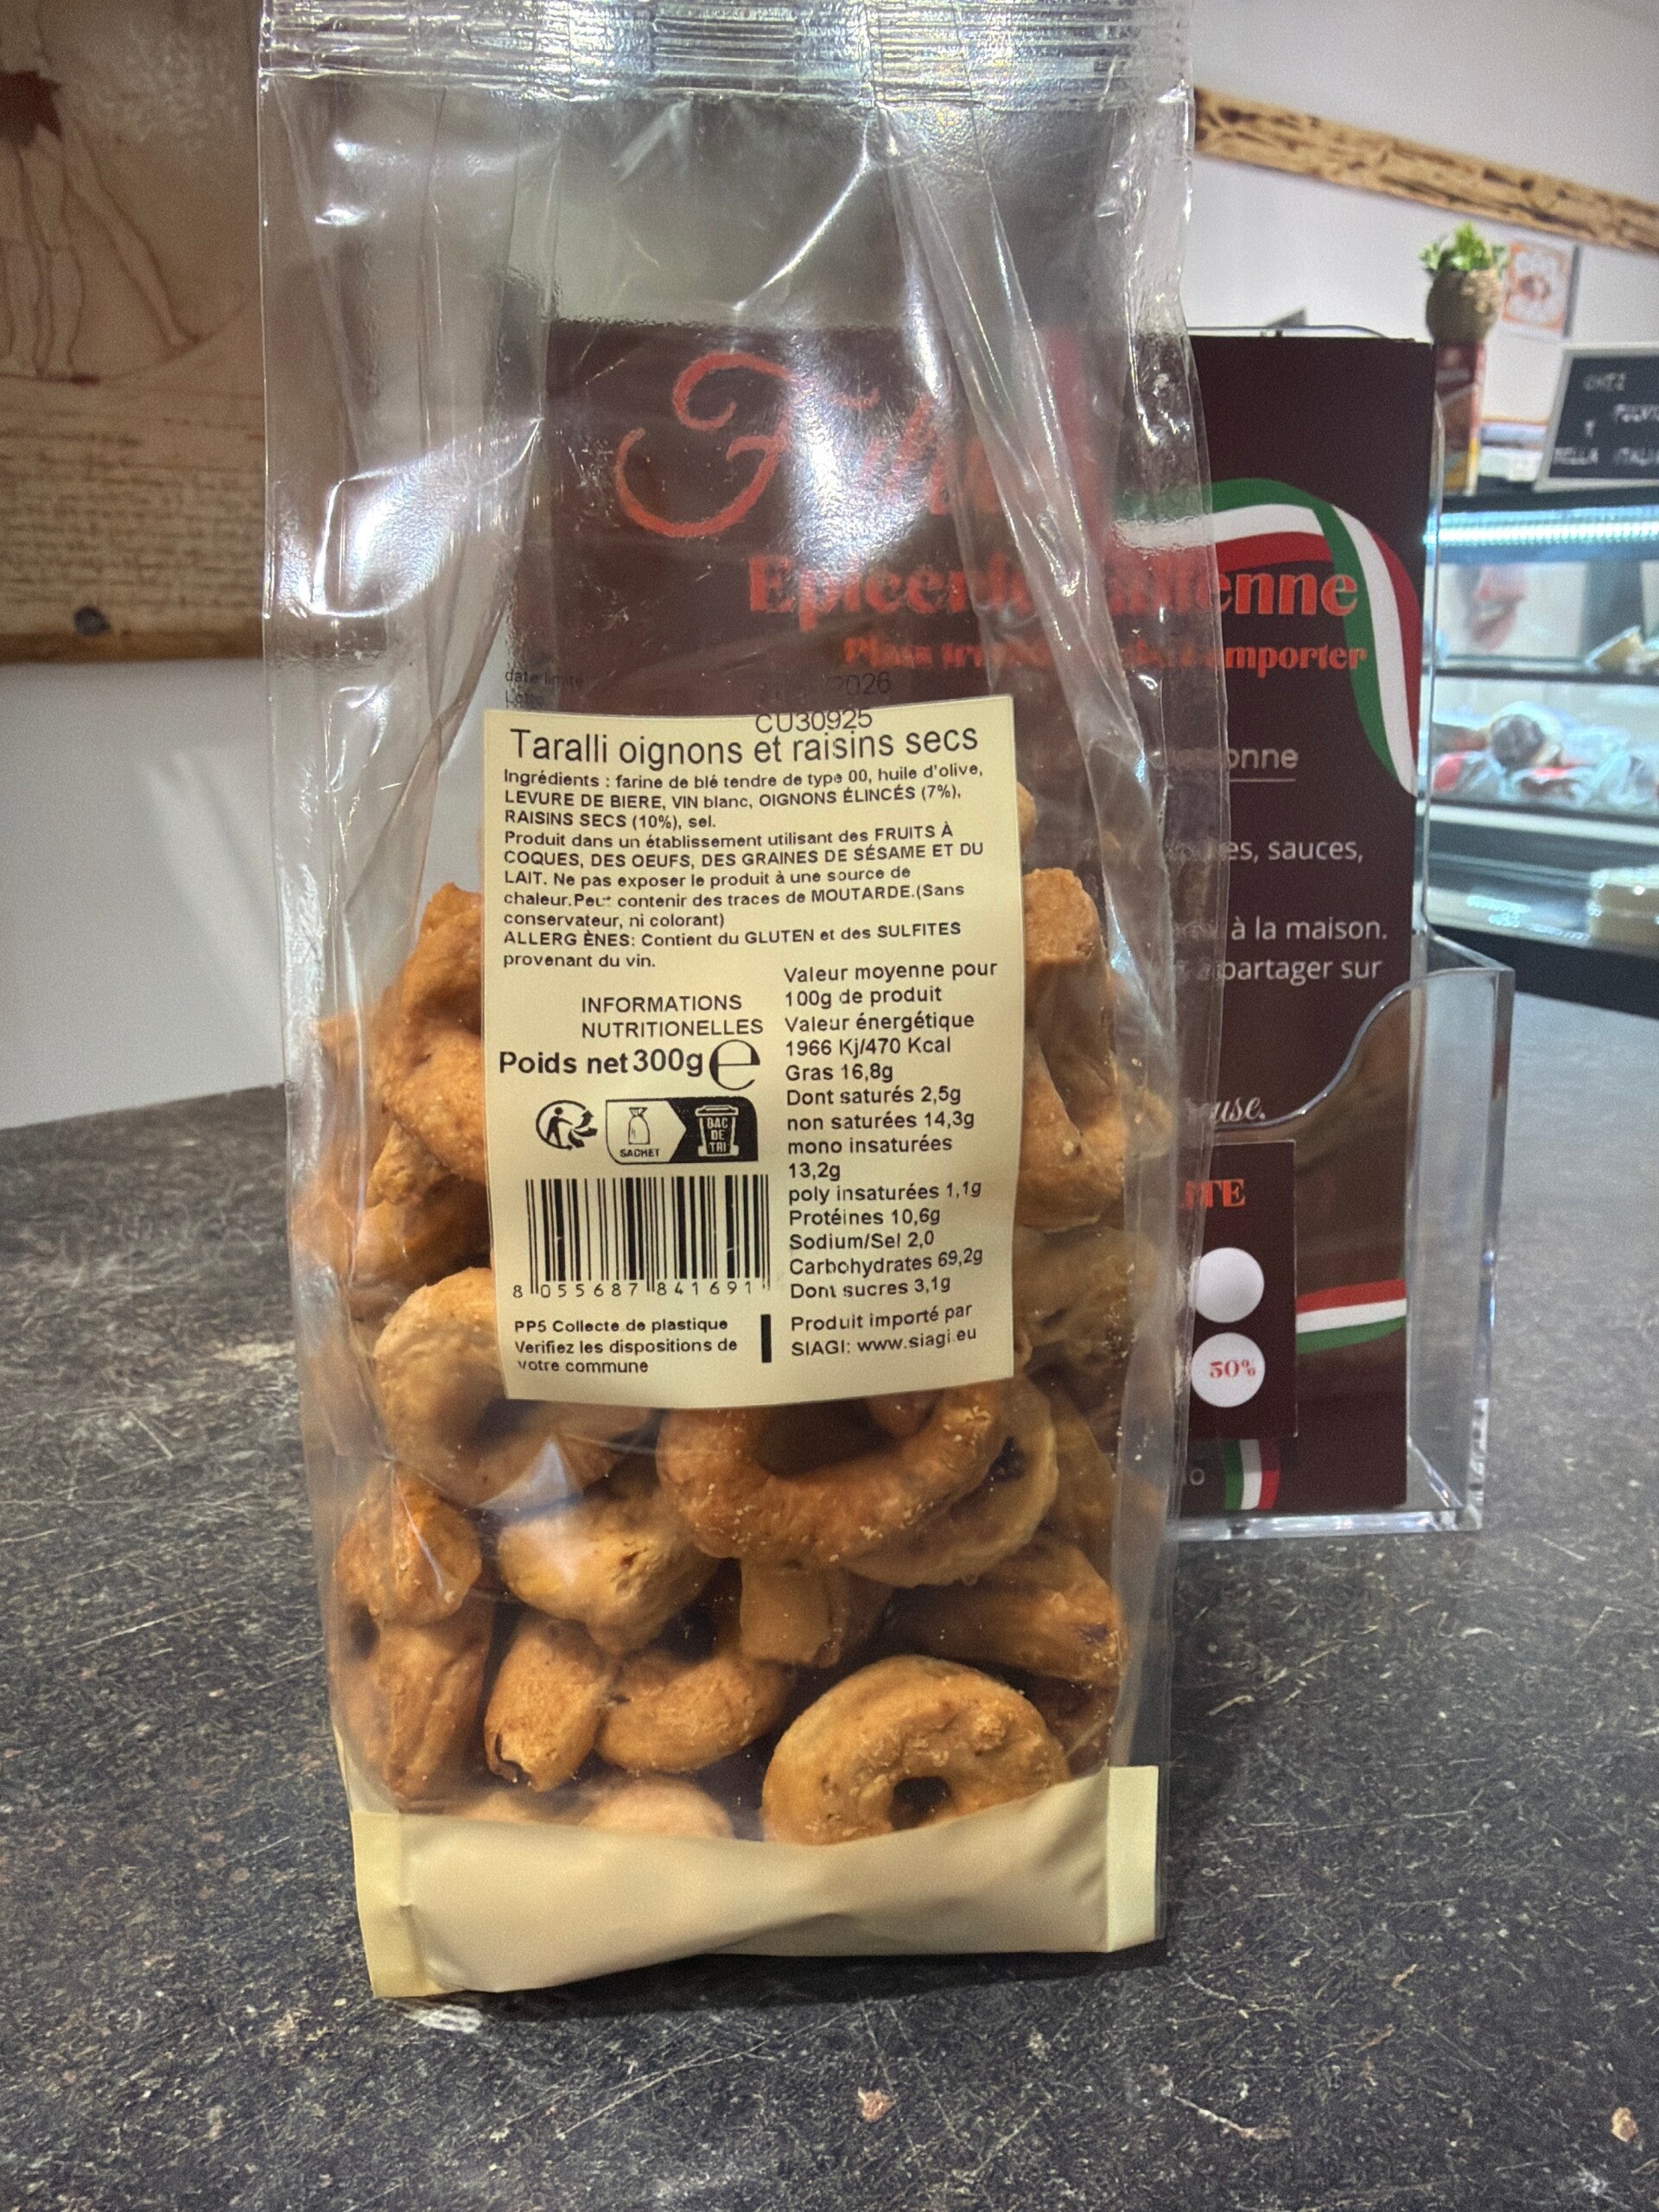 Epicerie
enne
mporter
date limite
2026
Lotto
CU30925
Taralli oignons et raisins secs
Ingrédients : farine de blé tendre de type 00, huile d'olive,
LEVURE DE BIERE, VIN blanc, OIGNONS ÉLINCÉS (7%),
RAISINS SECS (10%), sel.
Produit dans un établissement utilisant des FRUITS À
COQUES, DES OEUFS, DES GRAINES DE SÉSAME ET DU
LAIT. Ne pas exposer le produit à une source de
chaleur.Peut contenir des traces de MOUTARDE.(Sans
conservateur, ni colorant)
ALLERG ÈNES: Contient du GLUTEN et des SULFITES
provenant du vin.
INFORMATIONS
NUTRITIONELLES
Poids net 300g e
SACHET
BAC
DE
TRI
8 055687 841691
PP5 Collecte de plastique
Verifiez les dispositions de
votre commune
Valeur moyenne pour
100g de produit
Valeur énergétique
1966 Kj/470 Kcal
Gras 16,8g
Dont saturés 2,5g
non saturées 14,3g
mono insaturées
13,2g
poly insaturées 1,1g
Protéines 10,6g
Sodium/Sel 2,0
Carbohydrates 69,2g
Dont sucres 3,1g
Produit importé par
SIAGI: www.siagi.eu
onne
es, sauces,
à la maison.
partager sur
use.
TE
50%
CHEZ